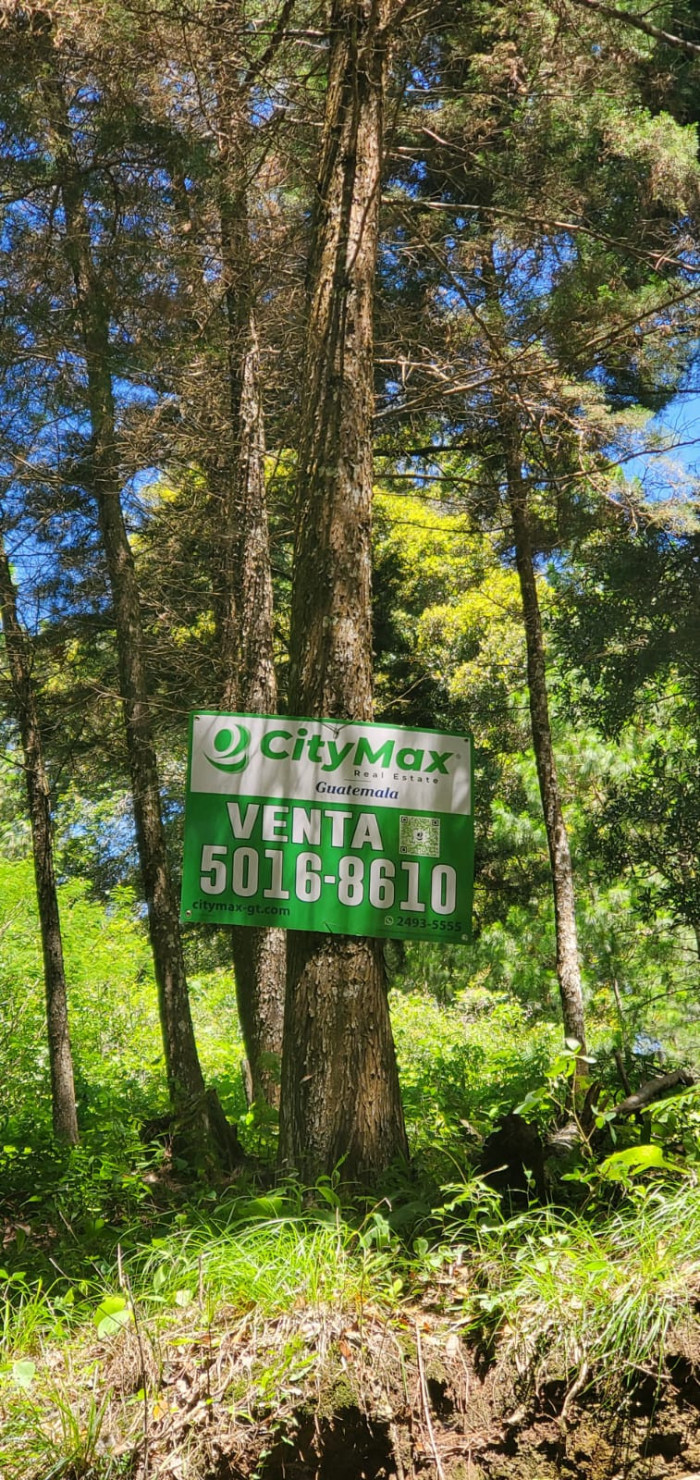 CityMax
Real Estate
Guatemala
VENTA
5016-8610
citymax-gt.com
2493-5555